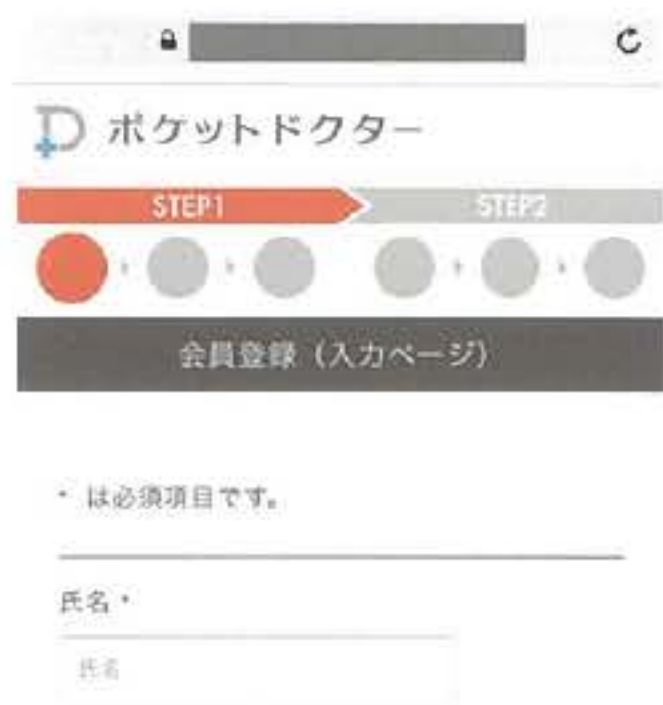 ポケットドクター
STEP1
STEP2
会員登録（入力ページ）
* は必須項目です。
氏名 *
氏名